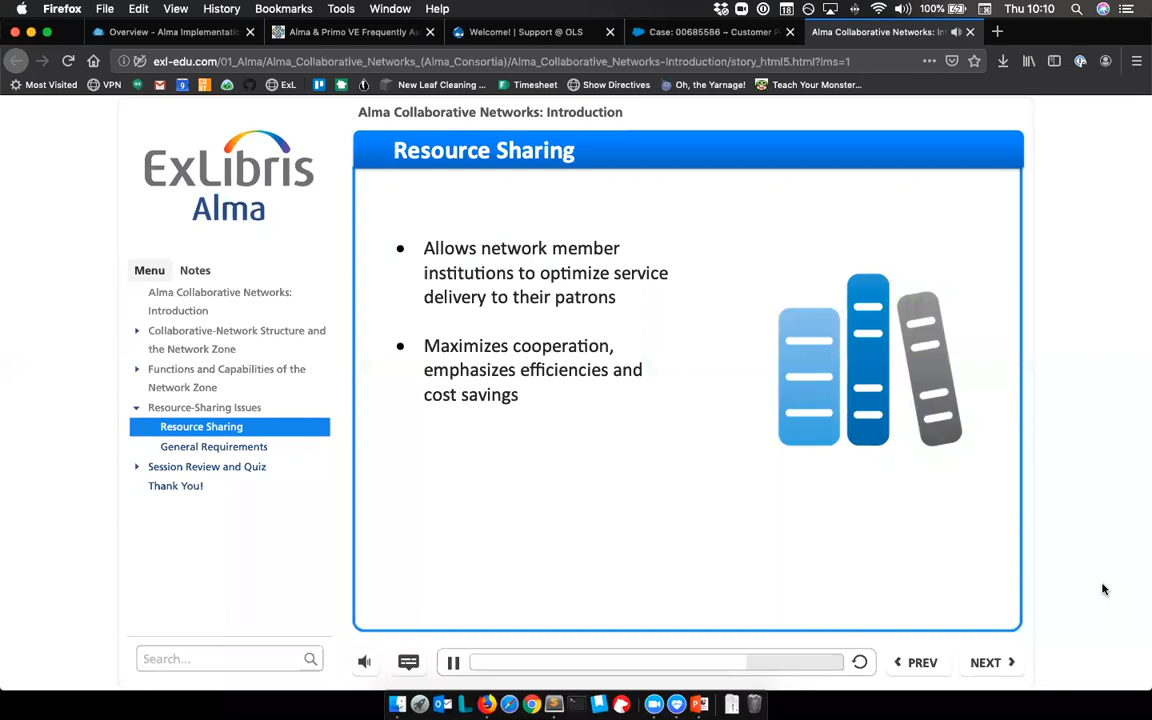 Firefox File Edit View History Bookmarks Tools Window Help 100% Thu 10:10
Overview - Alma Implementati
Alma & Primo VE Frequently As
Welcome! | Support @ OLS
Case: 00685586 ~ Customer P
Alma Collaborative Networks: Int
exl-edu.com/01_Alma/Alma_Collaborative_Networks_(Alma_Consortia)/Alma_Collaborative_Networks-Introduction/story_html5.html?lms=1
Most Visited VPN ExL New Leaf Cleaning ... Timesheet Show Directives Oh, the Yarnage! Teach Your Monster...
Alma Collaborative Networks: Introduction
ExLibris
Alma
Resource Sharing
Menu Notes
Alma Collaborative Networks:
Introduction
Collaborative-Network Structure and
the Network Zone
Functions and Capabilities of the
Network Zone
Resource-Sharing Issues
Resource Sharing
General Requirements
Session Review and Quiz
Thank You!
• Allows network member
institutions to optimize service
delivery to their patrons
• Maximizes cooperation,
emphasizes efficiencies and
cost savings
Search...
PREV NEXT